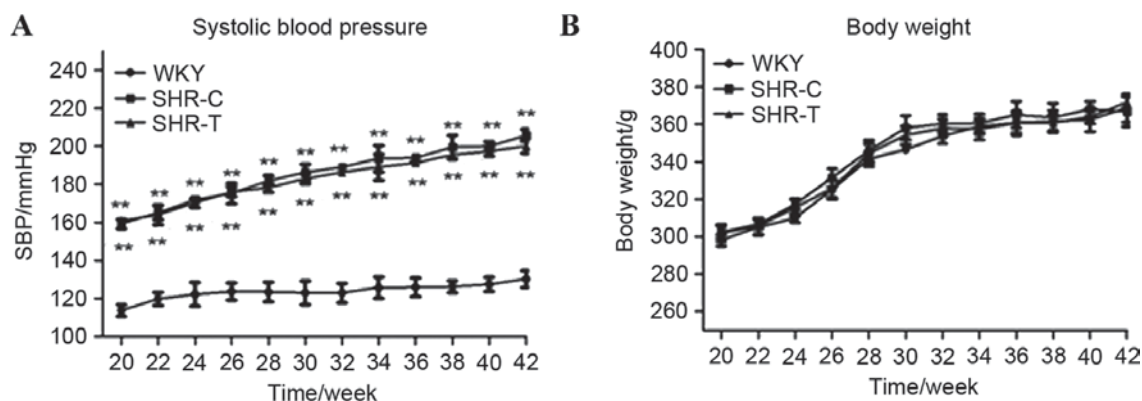 A
Systolic blood pressure
240
220
200
180
160
140
120
100
SBP/mmHg
WKY
SHR-C
SHR-T
** ** ** ** ** ** ** ** ** ** ** **
** ** ** ** ** ** ** ** ** ** ** **
20 22 24 26 28 30 32 34 36 38 40 42
Time/week
B
Body weight
400
380
360
340
320
300
280
260
Body weight/g
WKY
SHR-C
SHR-T
20 22 24 26 28 30 32 34 36 38 40 42
Time/week